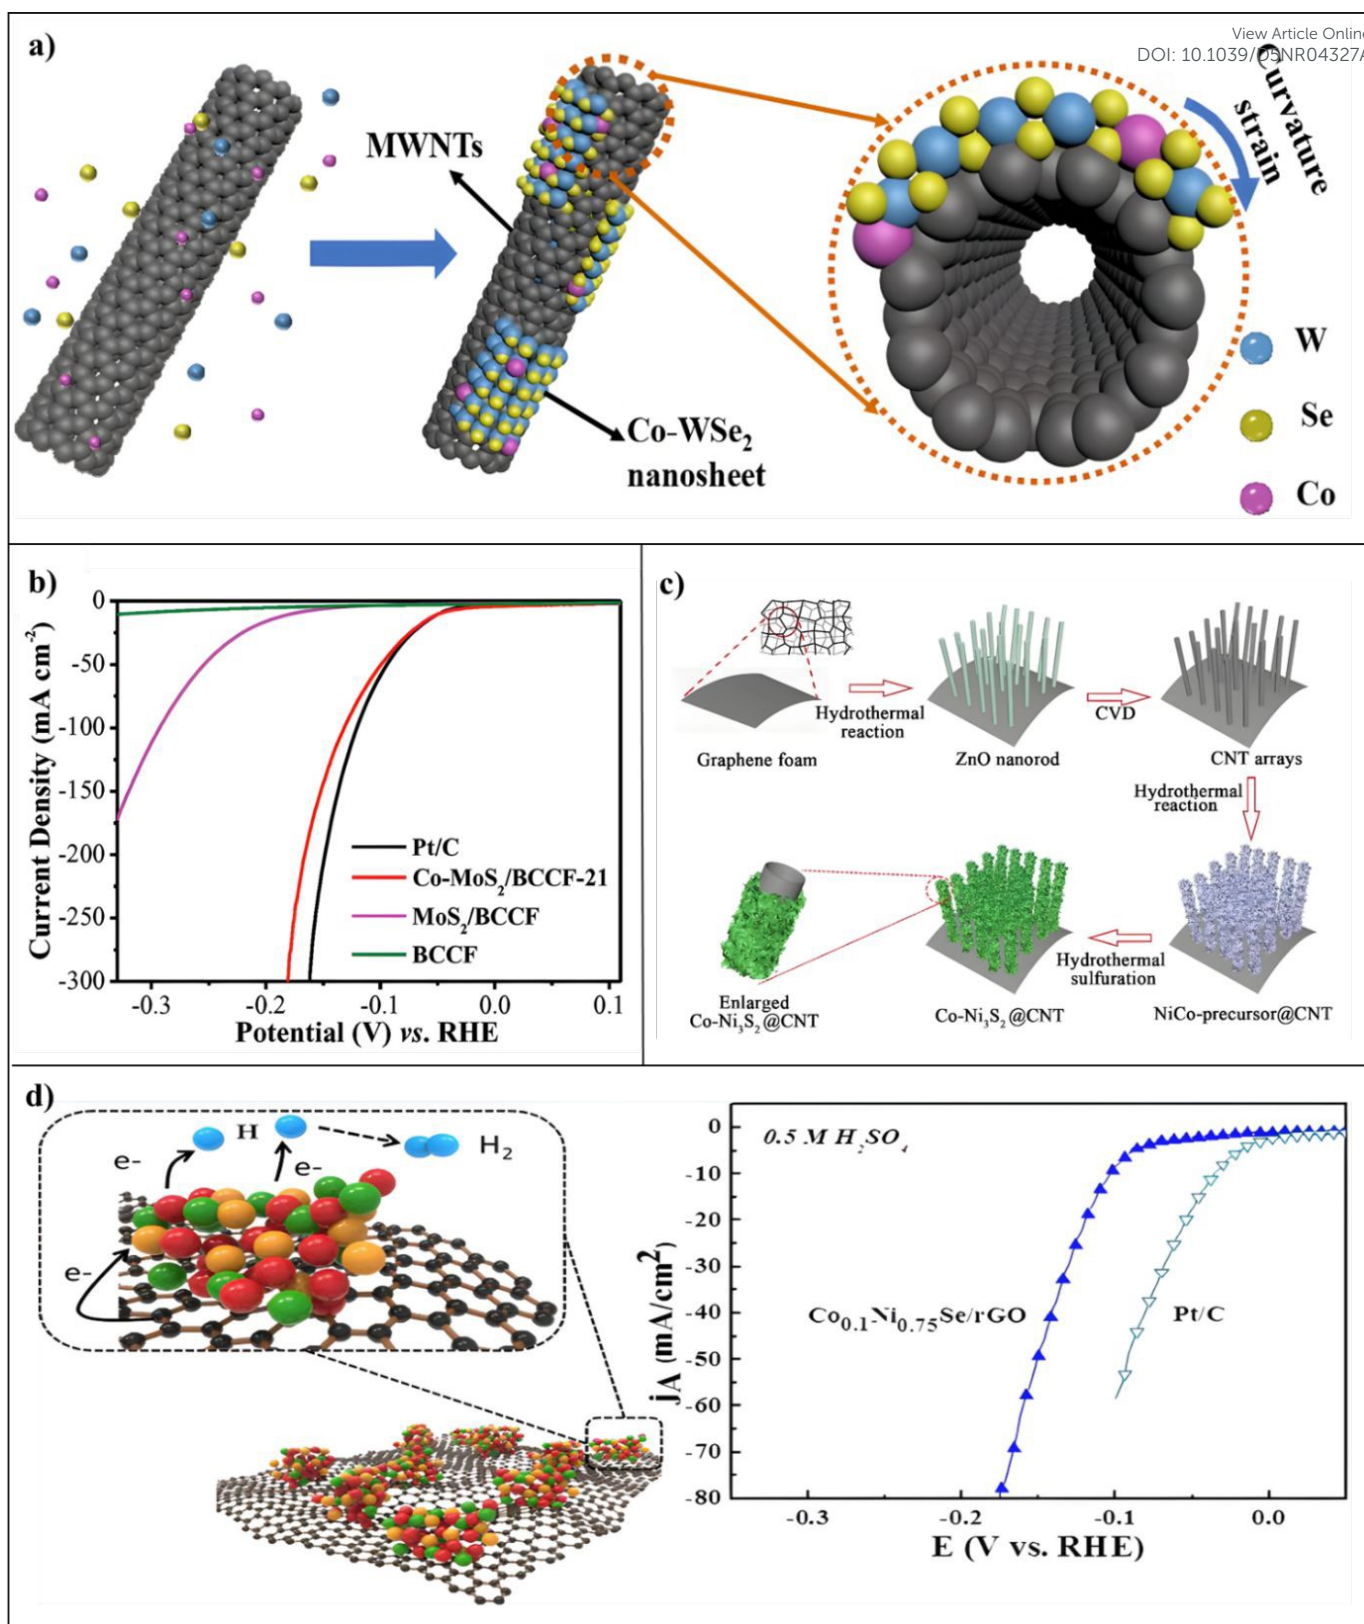 View Article Online
DOI: 10.1039/D5NR04327A
a)
MWNTs
Curvature
strain
Co-WSe₂
nanosheet
W
Se
Co
b)
0
-50
-100
-150
-200
-250
-300
Current Density (mA cm⁻²)
Pt/C
Co-MoS₂/BCCF-21
MoS₂/BCCF
BCCF
-0.3
-0.2
-0.1
0.0
0.1
Potential (V) vs. RHE
c)
Graphene foam
Hydrothermal
reaction
ZnO nanorod
CVD
CNT arrays
Hydrothermal
reaction
NiCo-precursor@CNT
Hydrothermal
sulfuration
Co-Ni₃S₂@CNT
Enlarged
Co-Ni₃S₂@CNT
d)
H
H₂
e-
e-
e-
0
-10
-20
-30
-40
-50
-60
-70
-80
jA (mA/cm²)
0.5 M H₂SO₄
Co₀.₁Ni₀.₇₅Se/rGO
Pt/C
-0.3
-0.2
-0.1
0.0
E (V vs. RHE)